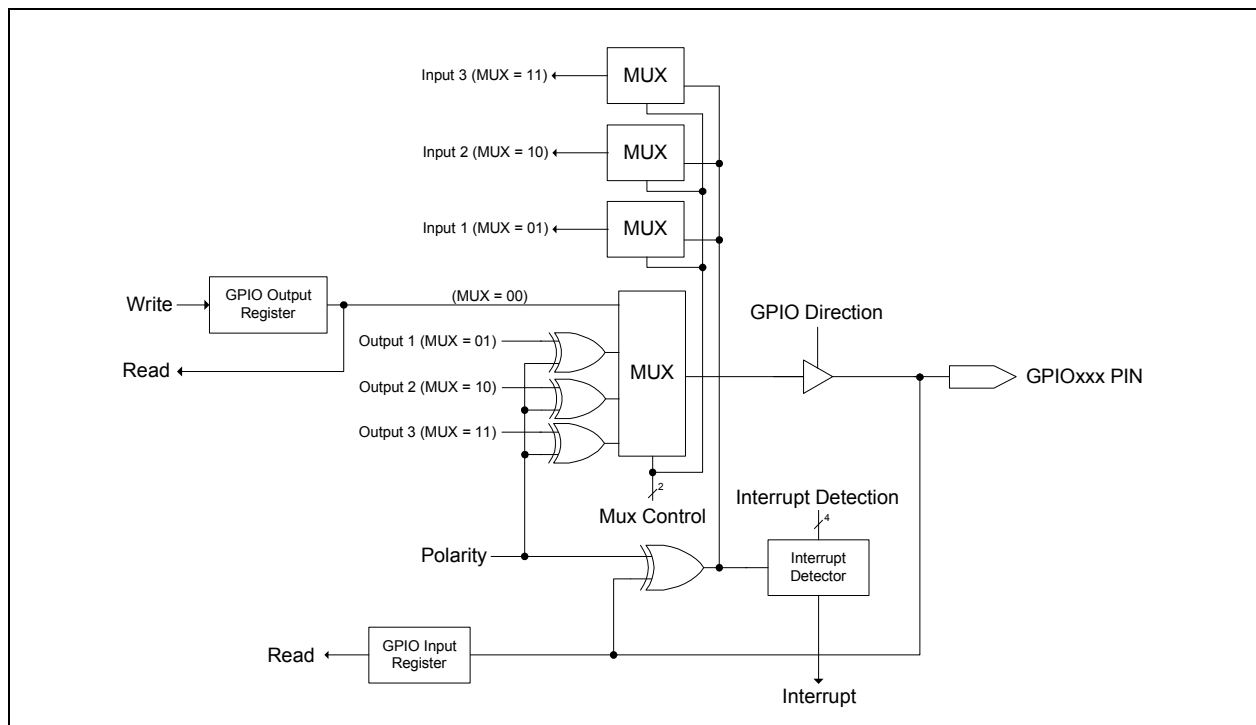 MUX
Input 3 (MUX = 11)
MUX
Input 2 (MUX = 10)
MUX
Input 1 (MUX = 01)
Write
GPIO Output
Register
(MUX = 00)
GPIO Direction
Output 1 (MUX = 01)
Read
MUX
GPIOxxx PIN
Output 2 (MUX = 10)
Output 3 (MUX = 11)
2
Mux Control
Interrupt Detection
4
Polarity
Interrupt
Detector
Read
GPIO Input
Register
Interrupt